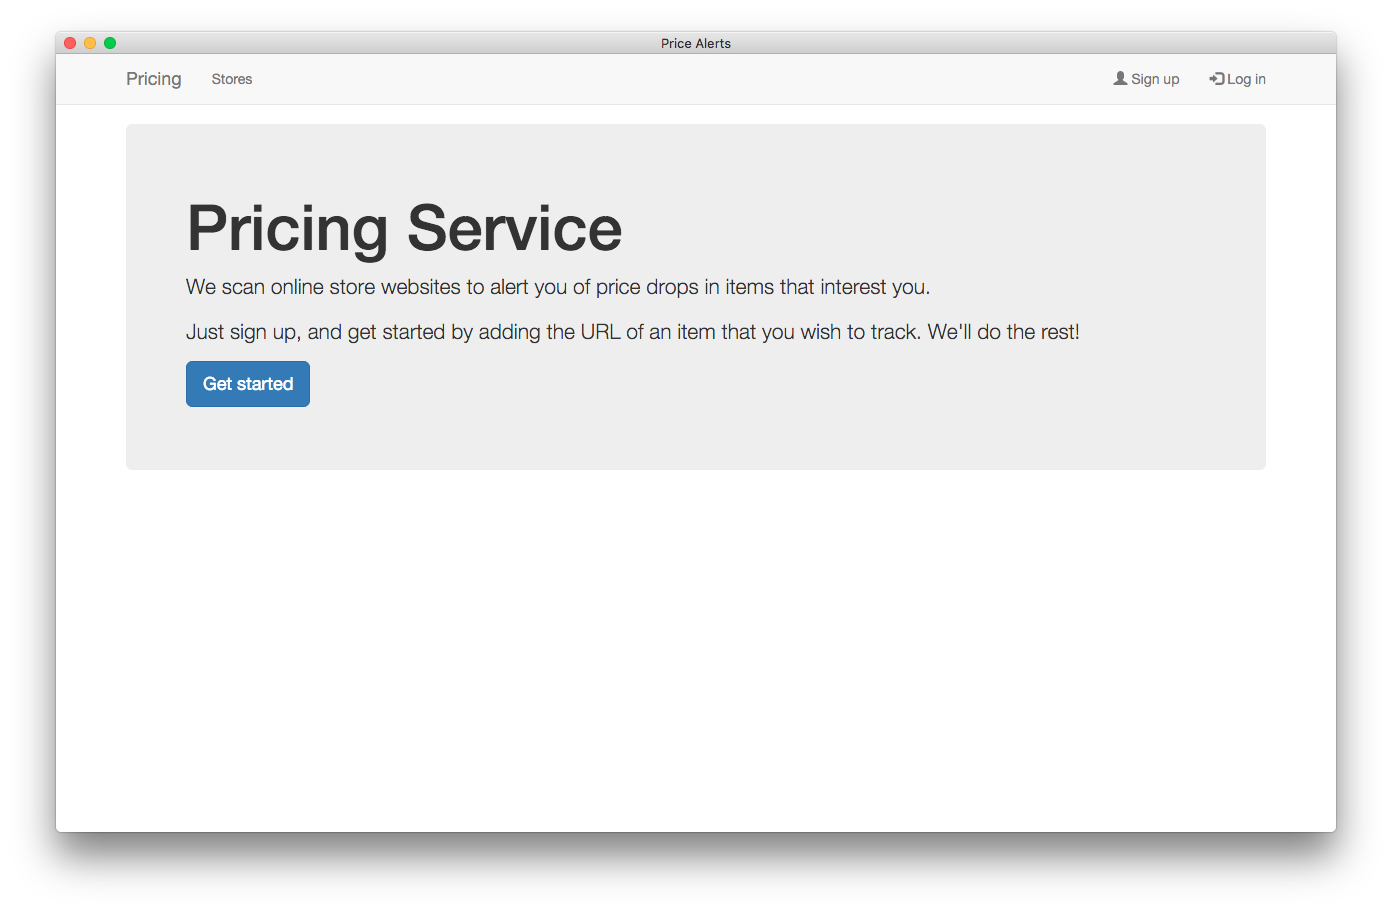 Price Alerts
Pricing Stores Sign up Log in
Pricing Service
We scan online store websites to alert you of price drops in items that interest you.
Just sign up, and get started by adding the URL of an item that you wish to track. We'll do the rest!
Get started